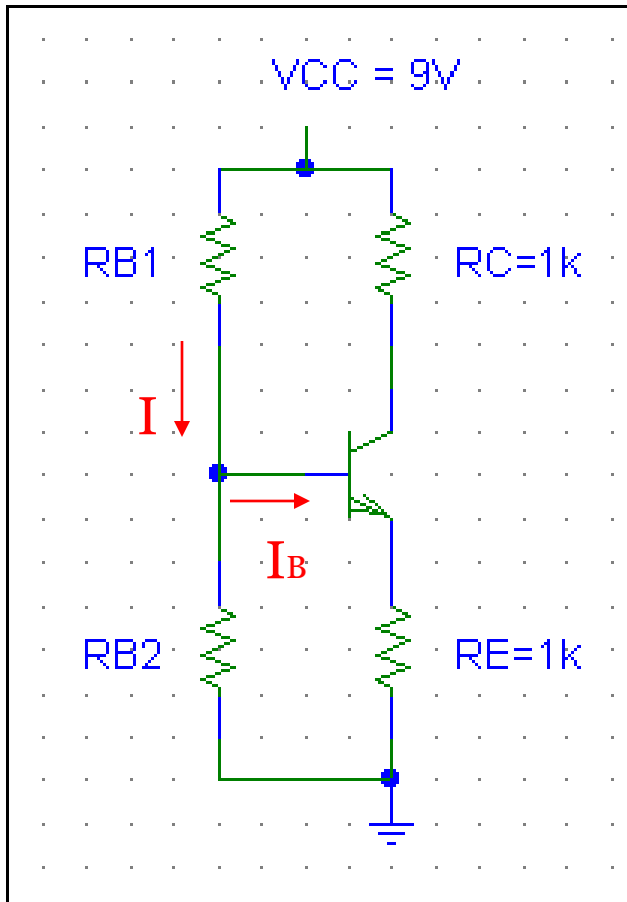 VCC = 9V
RB1
RC=1k
I
IB
RB2
RE=1k